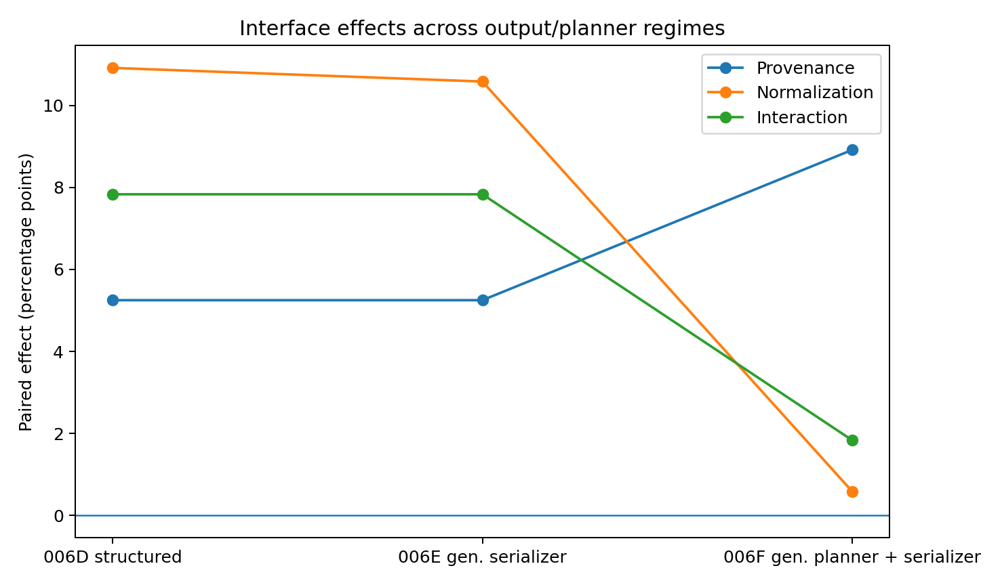 Interface effects across output/planner regimes
Provenance
Normalization
Interaction
Paired effect (percentage points)
10
8
6
4
2
0
006D structured
006E gen. serializer
006F gen. planner + serializer